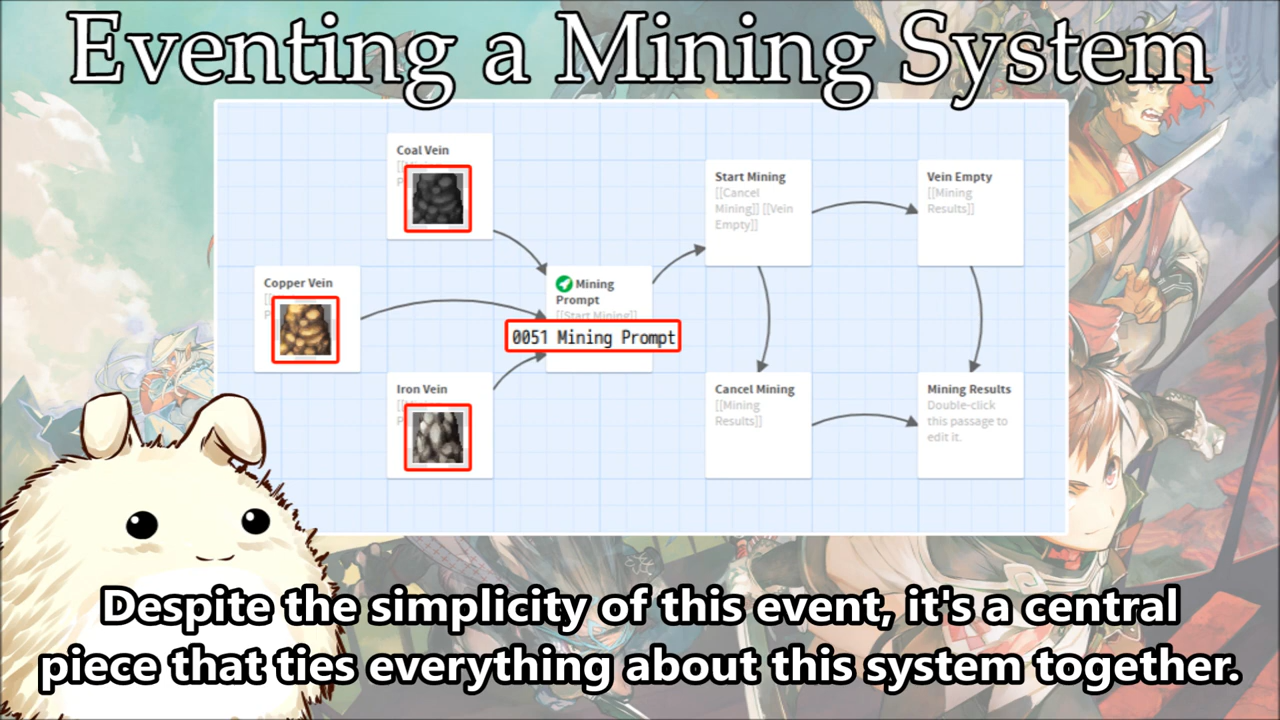 Eventing a Mining System
Coal Vein
Copper Vein
Iron Vein
Mining
Prompt
[[Start Mining]]
0051 Mining Prompt
Start Mining
[[Cancel
Mining]] [[Vein
Empty]]
Vein Empty
[[Mining
Results]]
Cancel Mining
[[Mining
Results]]
Mining Results
Double-click
this passage to
edit it.
Despite the simplicity of this event, it's a central
piece that ties everything about this system together.